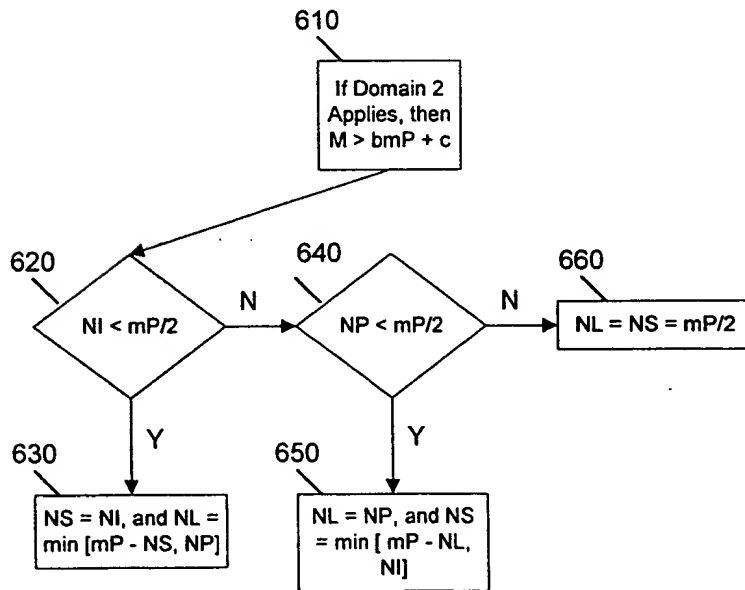 610
If Domain 2
Applies, then
M > bmP + c
620
NI < mP/2
N
640
NP < mP/2
N
660
NL = NS = mP/2
Y
630
NS = NI, and NL =
min [mP - NS, NP]
Y
650
NL = NP, and NS
= min [ mP - NL,
NI]